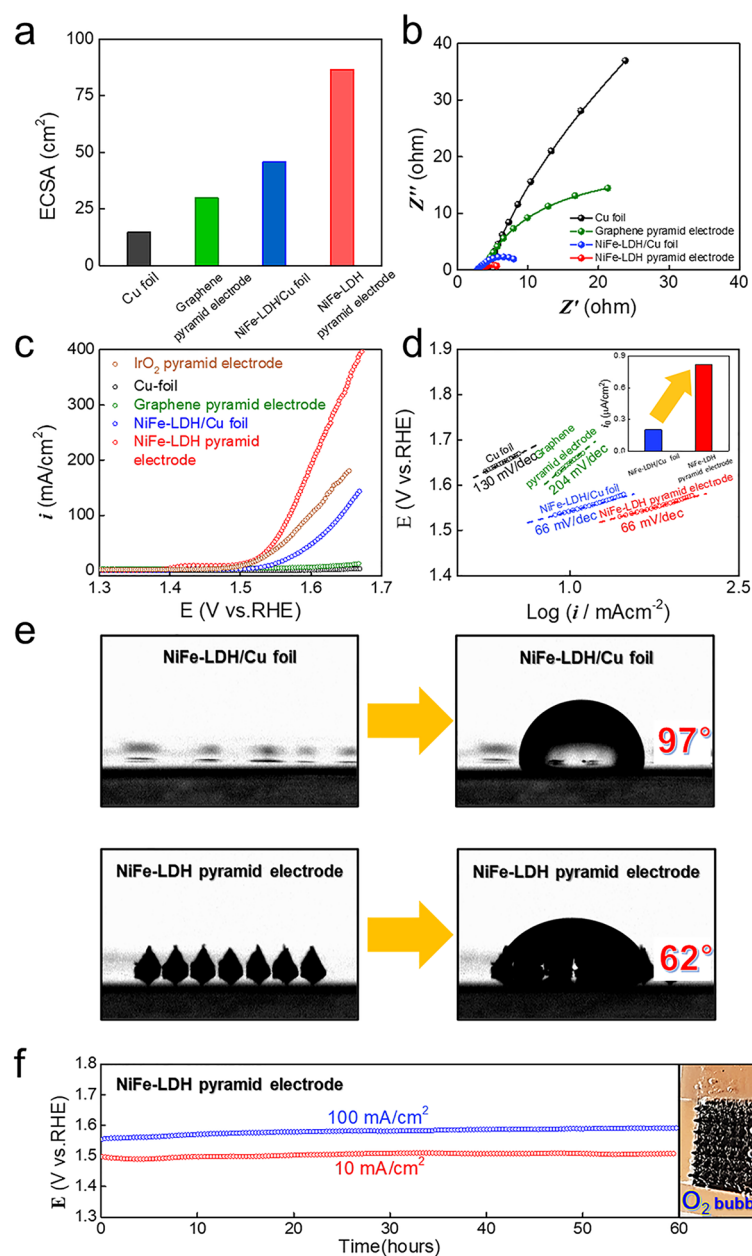 a
ECSA (cm²)
100
75
50
25
0
Cu foil
Graphene
pyramid electrode
NiFe-LDH/Cu foil
NiFe-LDH
pyramid electrode
b
Z'' (ohm)
40
30
20
10
0
Cu foil
Graphene pyramid electrode
NiFe-LDH/Cu foil
NiFe-LDH pyramid electrode
0 10 20 30 40
Z' (ohm)
c
i (mA/cm²)
400
300
200
100
0
IrO₂ pyramid electrode
Cu-foil
Graphene pyramid electrode
NiFe-LDH/Cu foil
NiFe-LDH pyramid
electrode
1.3 1.4 1.5 1.6 1.7
E (V vs.RHE)
d
E (V vs.RHE)
1.9
1.8
1.7
1.6
1.5
1.4
Cu foil
130 mV/dec
Graphene
pyramid electrode
204 mV/dec
NiFe-LDH/Cu foil
66 mV/dec
NiFe-LDH pyramid electrode
66 mV/dec
i₀ (μA/cm²)
0.9
0.6
0.3
0.0
NiFe-LDH/Cu foil
NiFe-LDH
pyramid electrode
1.0 2.5
Log (i / mAcm⁻²)
e
NiFe-LDH/Cu foil
NiFe-LDH/Cu foil
97°
NiFe-LDH pyramid electrode
NiFe-LDH pyramid electrode
62°
f
E (V vs.RHE)
1.8
1.7
1.6
1.5
1.4
1.3
NiFe-LDH pyramid electrode
100 mA/cm²
10 mA/cm²
0 10 20 30 40 50 60
Time(hours)
O₂ bubb